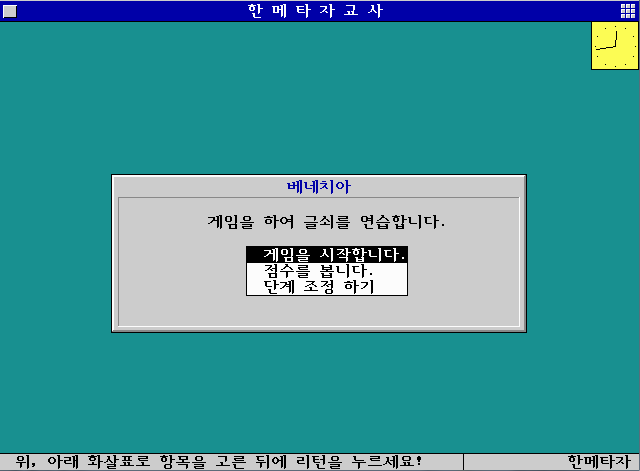 한 메 타 자 교 사
베네치아
게임을 하여 글쇠를 연습합니다.
게임을 시작합니다.
점수를 봅니다.
단계 조정 하기
위, 아래 화살표로 항목을 고른 뒤에 리턴을 누르세요!
한메타자